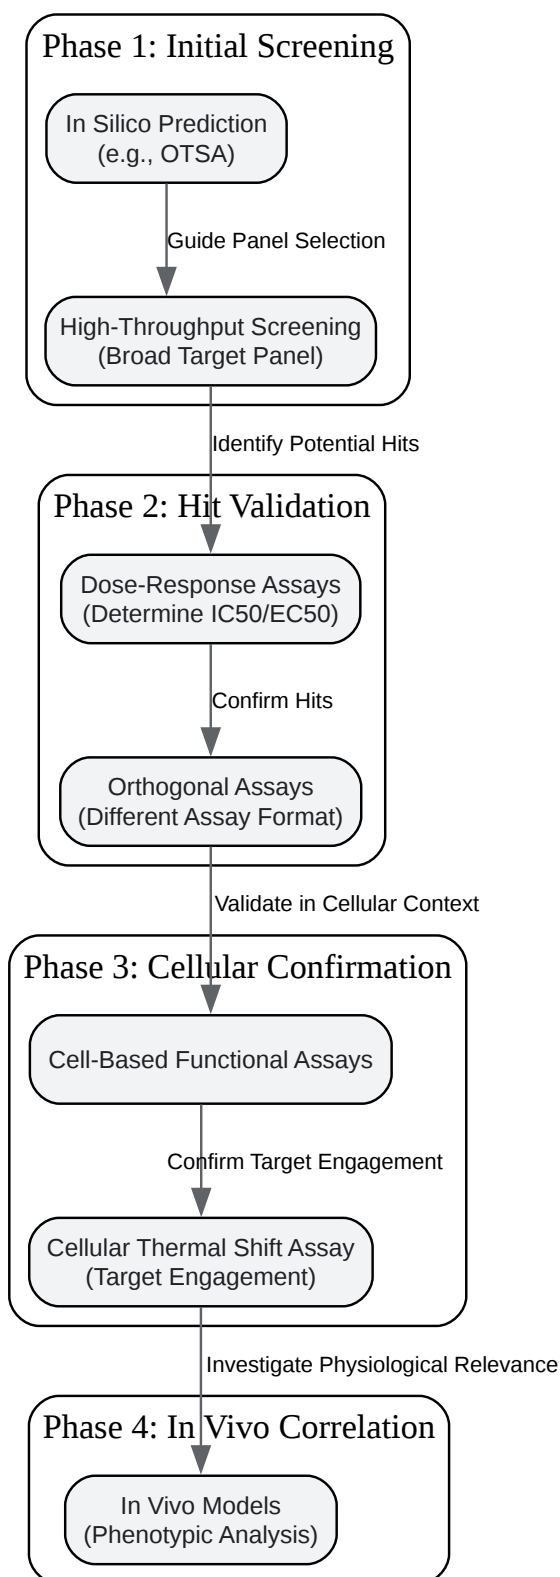 Phase 1: Initial Screening
In Silico Prediction
(e.g., OTSA)
Guide Panel Selection
High-Throughput Screening
(Broad Target Panel)
Identify Potential Hits
Phase 2: Hit Validation
Dose-Response Assays
(Determine IC50/EC50)
Confirm Hits
Orthogonal Assays
(Different Assay Format)
Validate in Cellular Context
Phase 3: Cellular Confirmation
Cell-Based Functional Assays
Confirm Target Engagement
Cellular Thermal Shift Assay
(Target Engagement)
Investigate Physiological Relevance
Phase 4: In Vivo Correlation
In Vivo Models
(Phenotypic Analysis)